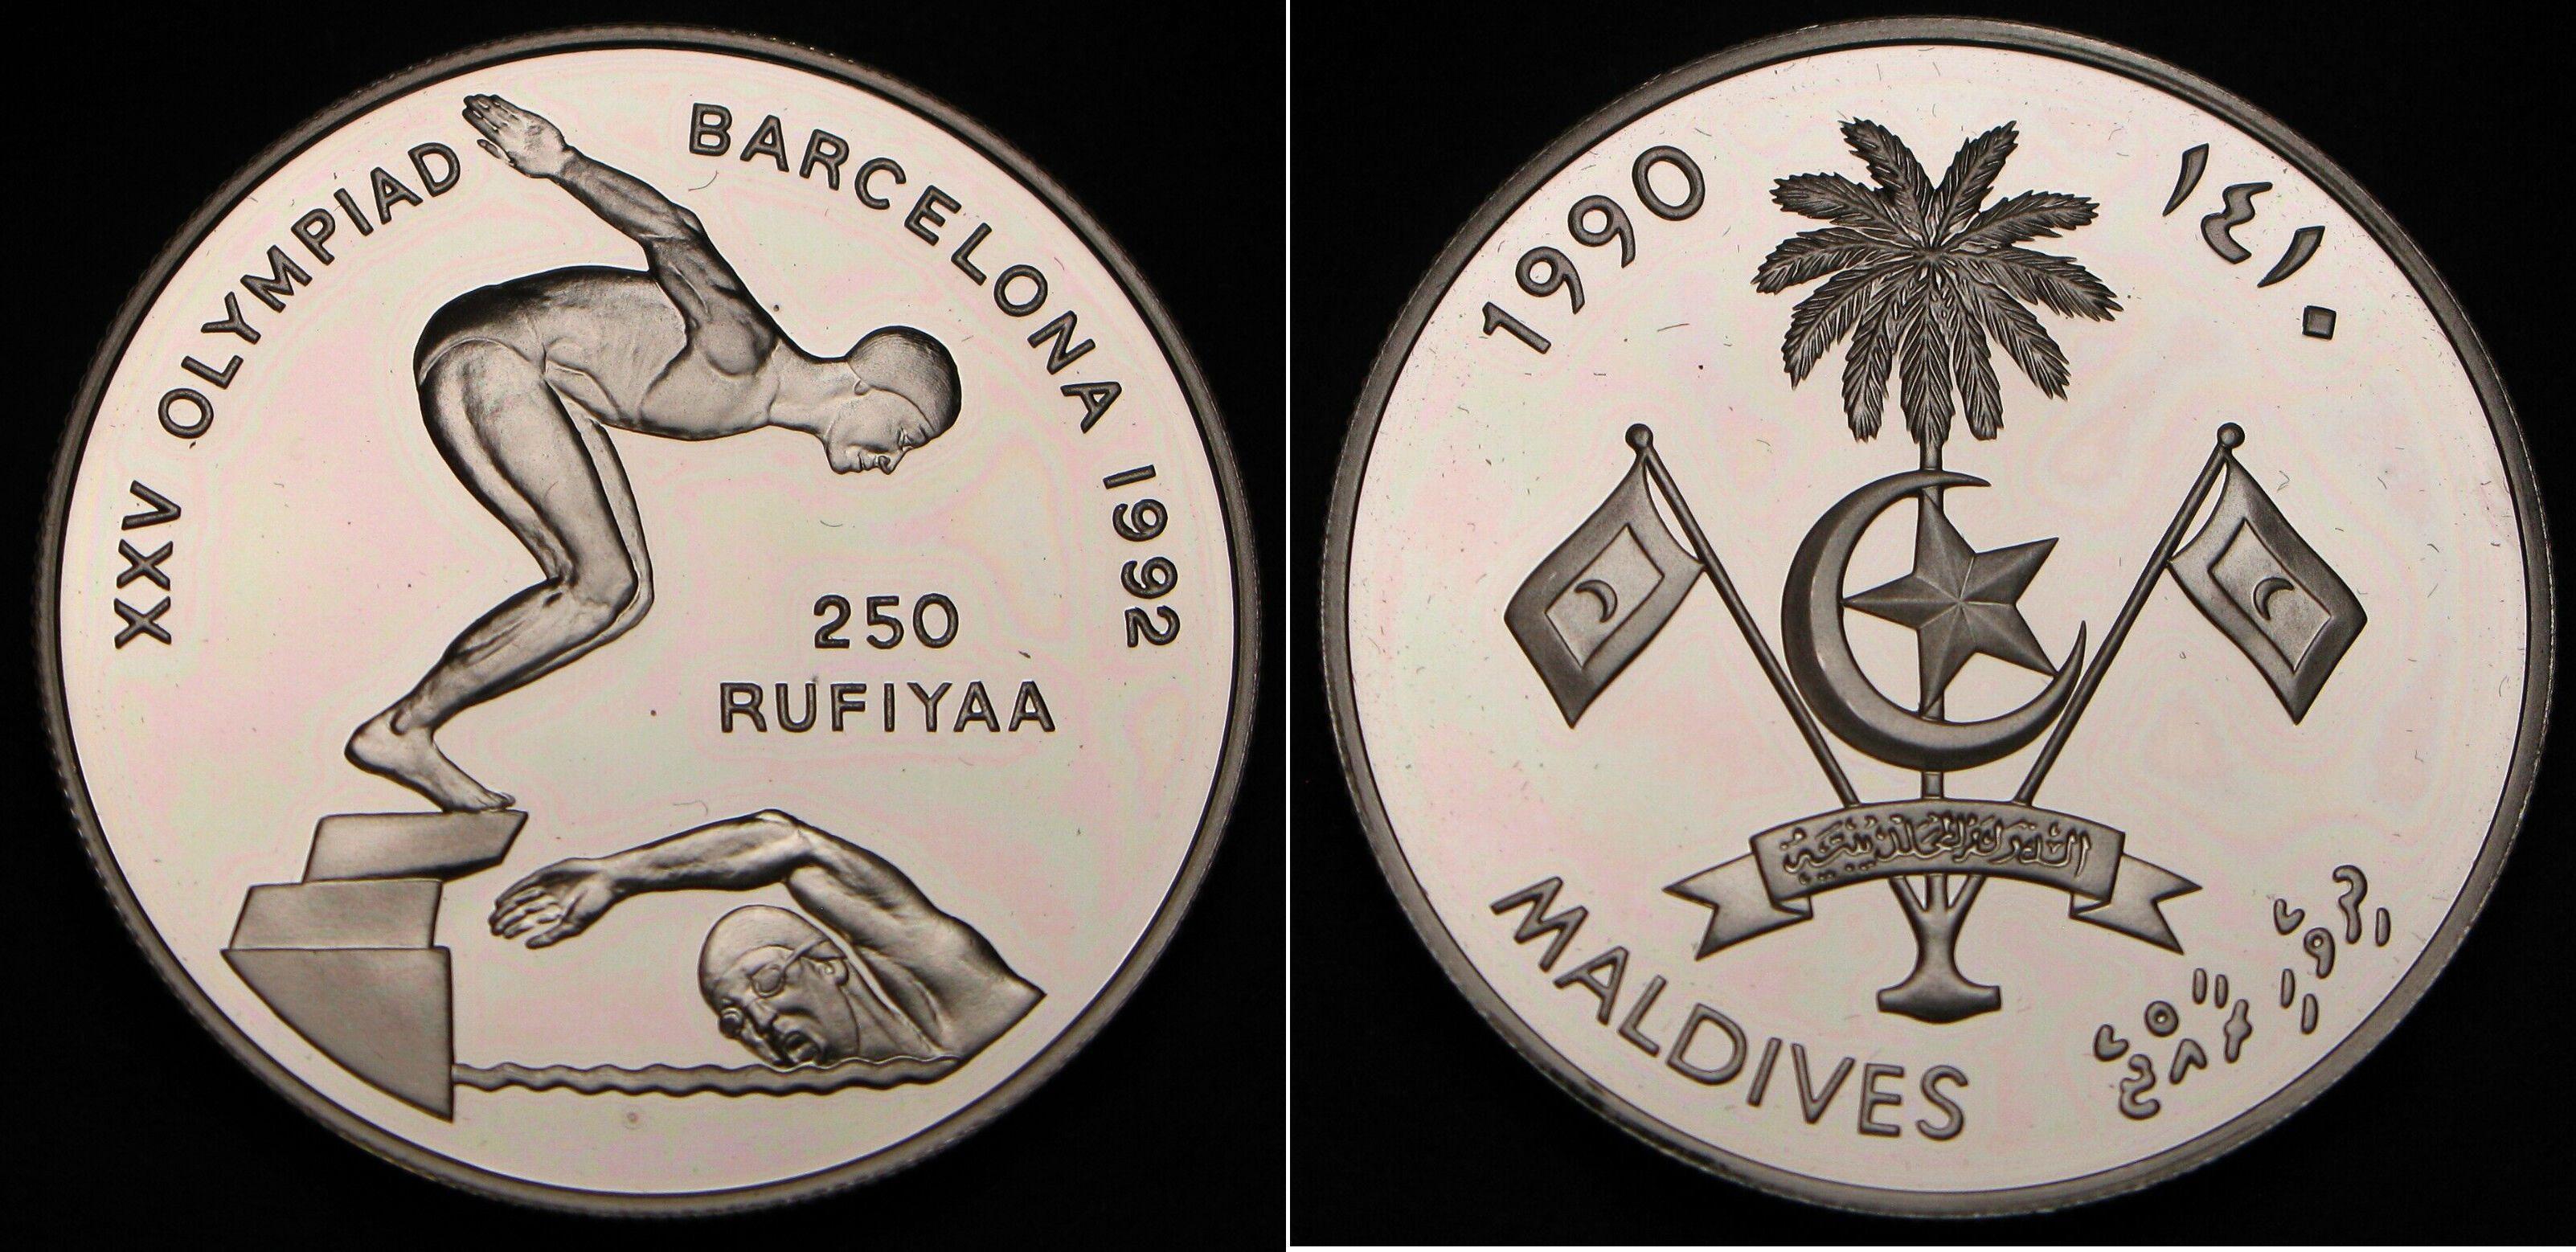 XXV OLYMPIAD
BARCELONA 1992
250
RUFIYAA
1990
١٤١٠
MALDIVES